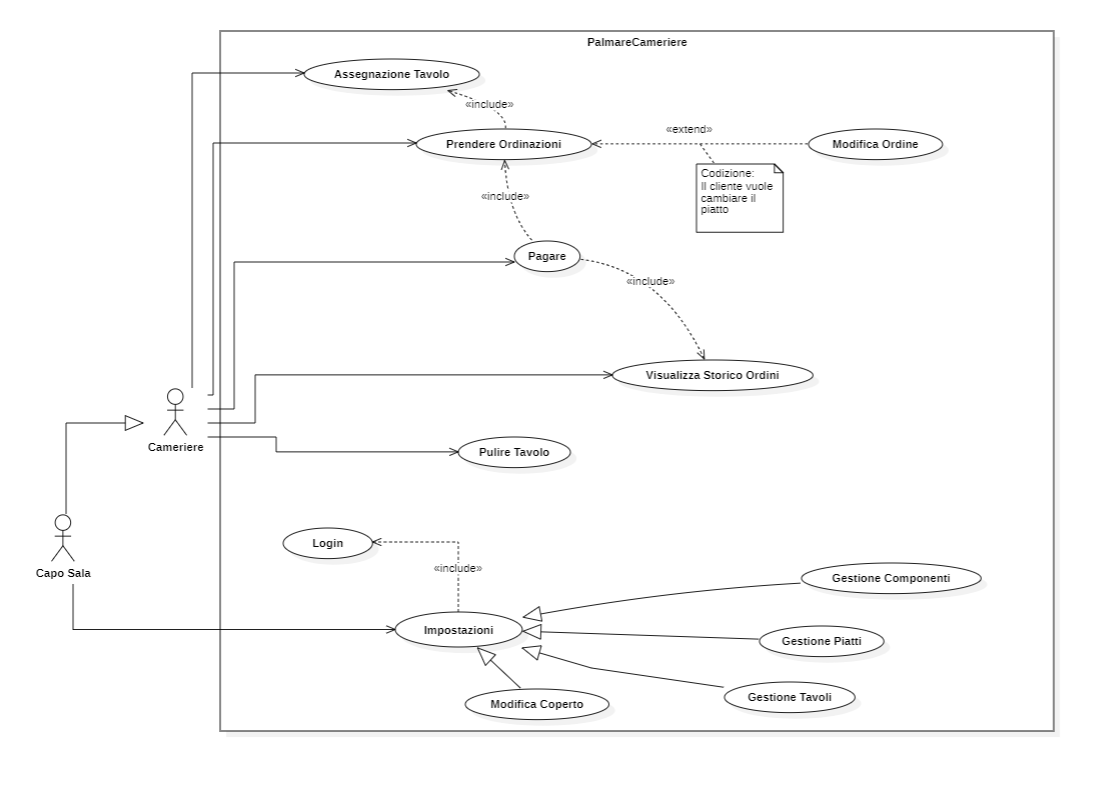 PalmareCameriere
Assegnazione Tavolo
«include»
«extend»
Prendere Ordinazioni
Modifica Ordine
Codizione:
Il cliente vuole
cambiare il
piatto
«include»
Pagare
«include»
Visualizza Storico Ordini
Cameriere
Pulire Tavolo
Login
«include»
Capo Sala
Gestione Componenti
Impostazioni
Gestione Piatti
Gestione Tavoli
Modifica Coperto